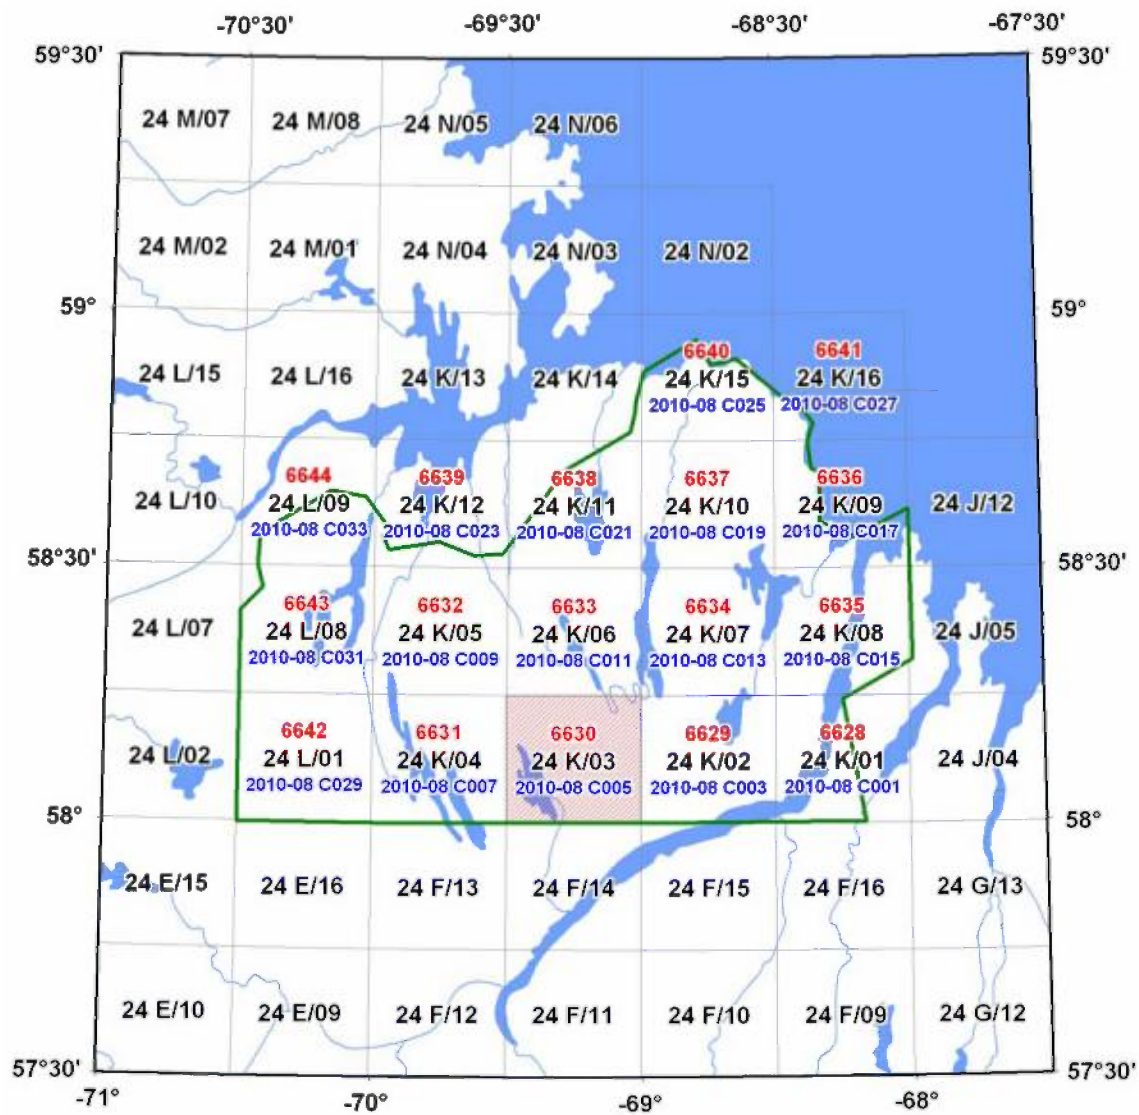 -70°30' -69°30' -68°30' -67°30'
59°30' 59°30'
24 M/07 24 M/08 24 N/05 24 N/06
24 M/02 24 M/01 24 N/04 24 N/03 24 N/02
59° 59°
6640 6641
24 L/15 24 L/16 24 K/13 24 K/14 24 K/15 24 K/16
2010-08 C025 2010-08 C027
6644 6639 6638 6637 6636
24 L/10 24 L/09 24 K/12 24 K/11 24 K/10 24 K/09 24 J/12
2010-08 C033 2010-08 C023 2010-08 C021 2010-08 C019 2010-08 C017
58°30' 58°30'
6643 6632 6633 6634 6635
24 L/07 24 L/08 24 K/05 24 K/06 24 K/07 24 K/08 24 J/05
2010-08 C031 2010-08 C009 2010-08 C011 2010-08 C013 2010-08 C015
6642 6631 6630 6629 6628
24 L/02 24 L/01 24 K/04 24 K/03 24 K/02 24 K/01 24 J/04
2010-08 C029 2010-08 C007 2010-08 C005 2010-08 C003 2010-08 C001
58° 58°
24 E/15 24 E/16 24 F/13 24 F/14 24 F/15 24 F/16 24 G/13
24 E/10 24 E/09 24 F/12 24 F/11 24 F/10 24 F/09 24 G/12
57°30' 57°30'
-71° -70° -69° -68°